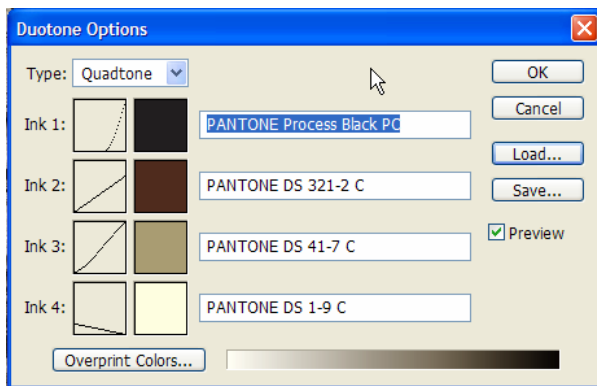 Duotone Options
Type: Quadtone
OK
Ink 1: PANTONE Process Black PC
Cancel
Load...
Ink 2: PANTONE DS 321-2 C
Save...
Preview
Ink 3: PANTONE DS 41-7 C
Ink 4: PANTONE DS 1-9 C
Overprint Colors...